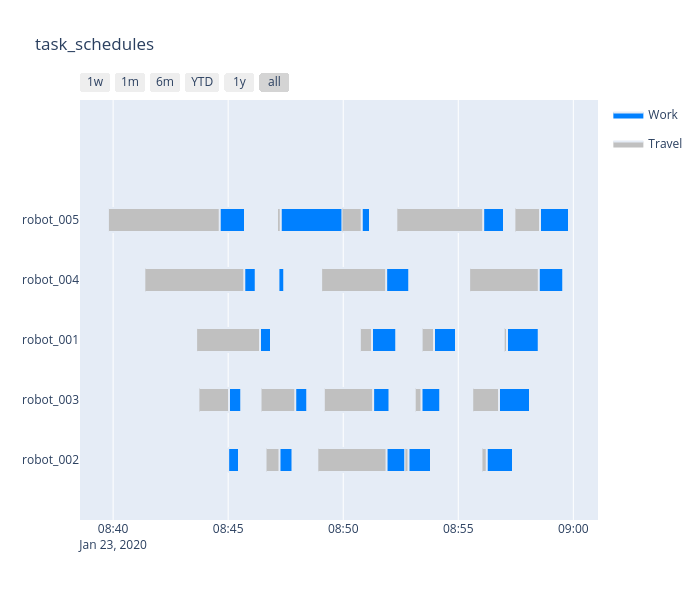 task_schedules
1w 1m 6m YTD 1y all
Work
Travel
robot_005
robot_004
robot_001
robot_003
robot_002
08:40 08:45 08:50 08:55 09:00
Jan 23, 2020